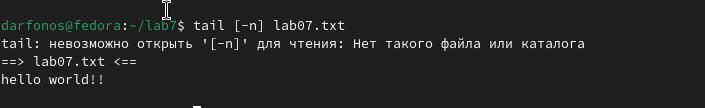 darfonos@fedora:~/lab7$ tail [-n] lab07.txt
tail: невозможно открыть '[-n]' для чтения: Нет такого файла или каталога
==> lab07.txt <==
hello world!!